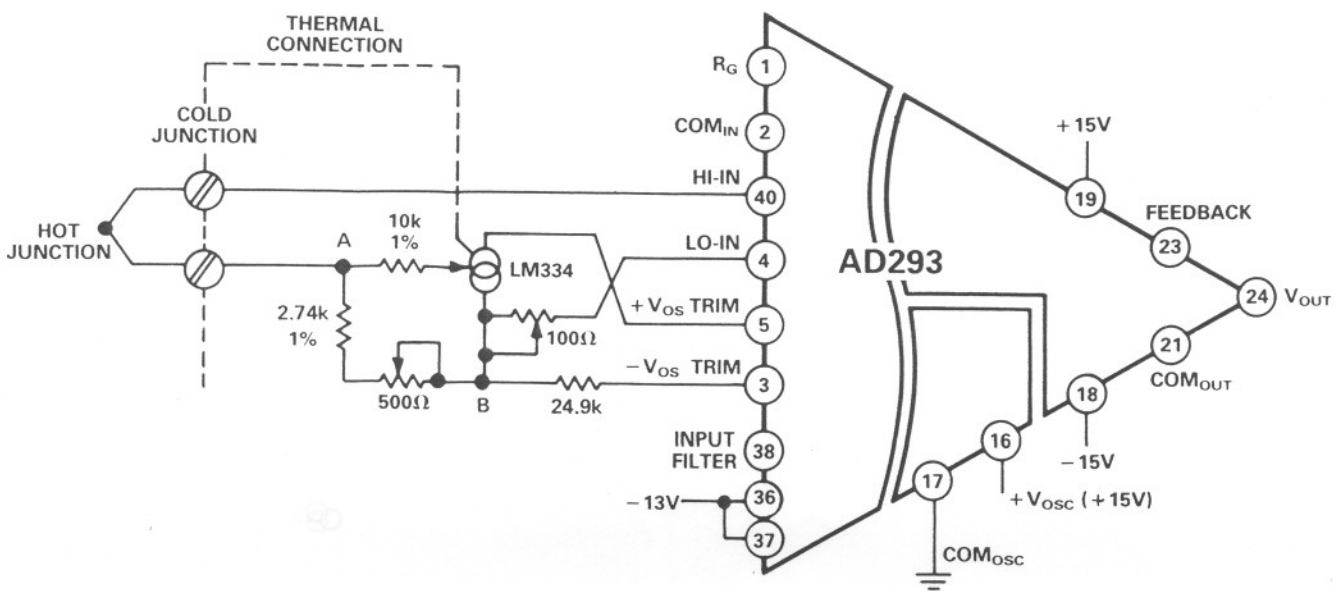 THERMAL
CONNECTION
COLD
JUNCTION
HOT
JUNCTION
A
10k
1%
LM334
2.74k
1%
500Ω
B
100Ω
24.9k
R_G
1
COM_IN
2
HI-IN
40
LO-IN
4
+V_OS TRIM
5
−V_OS TRIM
3
INPUT
FILTER
38
−13V
36
37
AD293
+15V
19
FEEDBACK
23
24
V_OUT
21
COM_OUT
18
−15V
16
+V_OSC (+15V)
17
COM_OSC